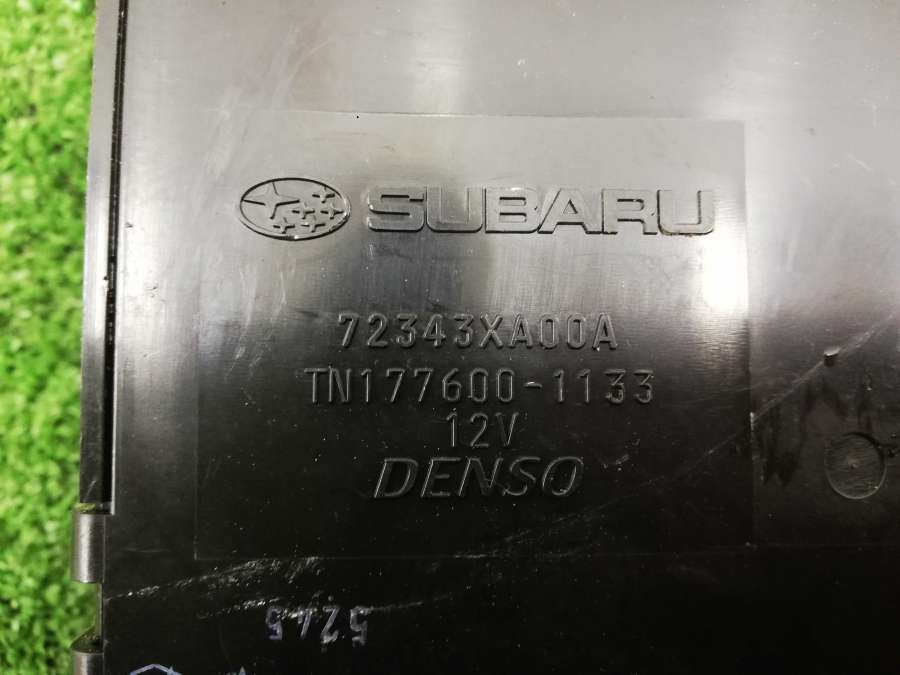 SUBARU
72343XA00A
TN177600-1133
12V
DENSO
5245